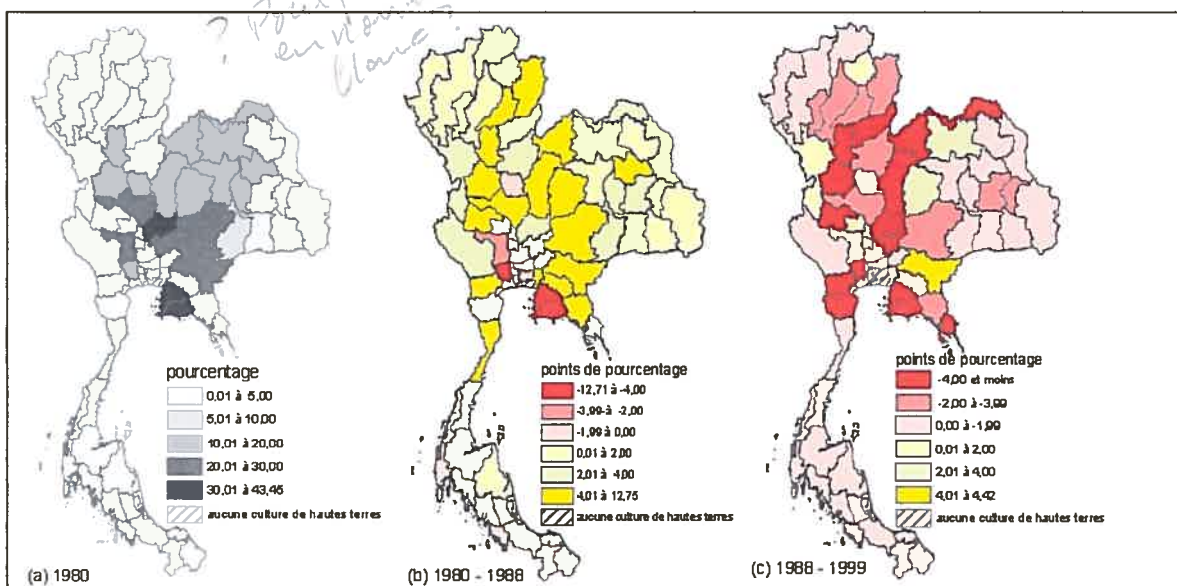 ?
en
pourcentage
0,01 à 5,00
5,01 à 10,00
10,01 à 20,00
20,01 à 30,00
30,01 à 43,45
aucune culture de hautes terres
(a) 1980
points de pourcentage
-12,71 à -4,00
-3,99-à -2,00
-1,99 à 0,00
0,01 à 2,00
2,01 à -4,00
4,01 à 12,75
aucune culture de hautes terres
(b) 1980 - 1988
points de pourcentage
-4,00 et moins
-2,00 à -3,99
0,00 à -1,99
0,01 à 2,00
2,01 à 4,00
4,01 à 4,42
aucune culture de hautes terres
(c) 1988 - 1999